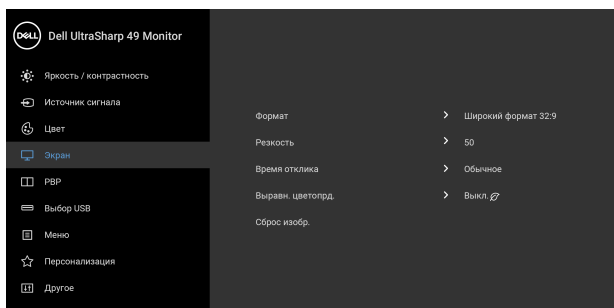 DELL Dell UltraSharp 49 Monitor
Яркость / контрастность
Источник сигнала
Цвет
Экран
PBP
Выбор USB
Меню
Персонализация
Другое
Формат Широкий формат 32:9
Резкость 50
Время отклика Обычное
Выравн. цветопрд. Выкл.
Сброс изобр.